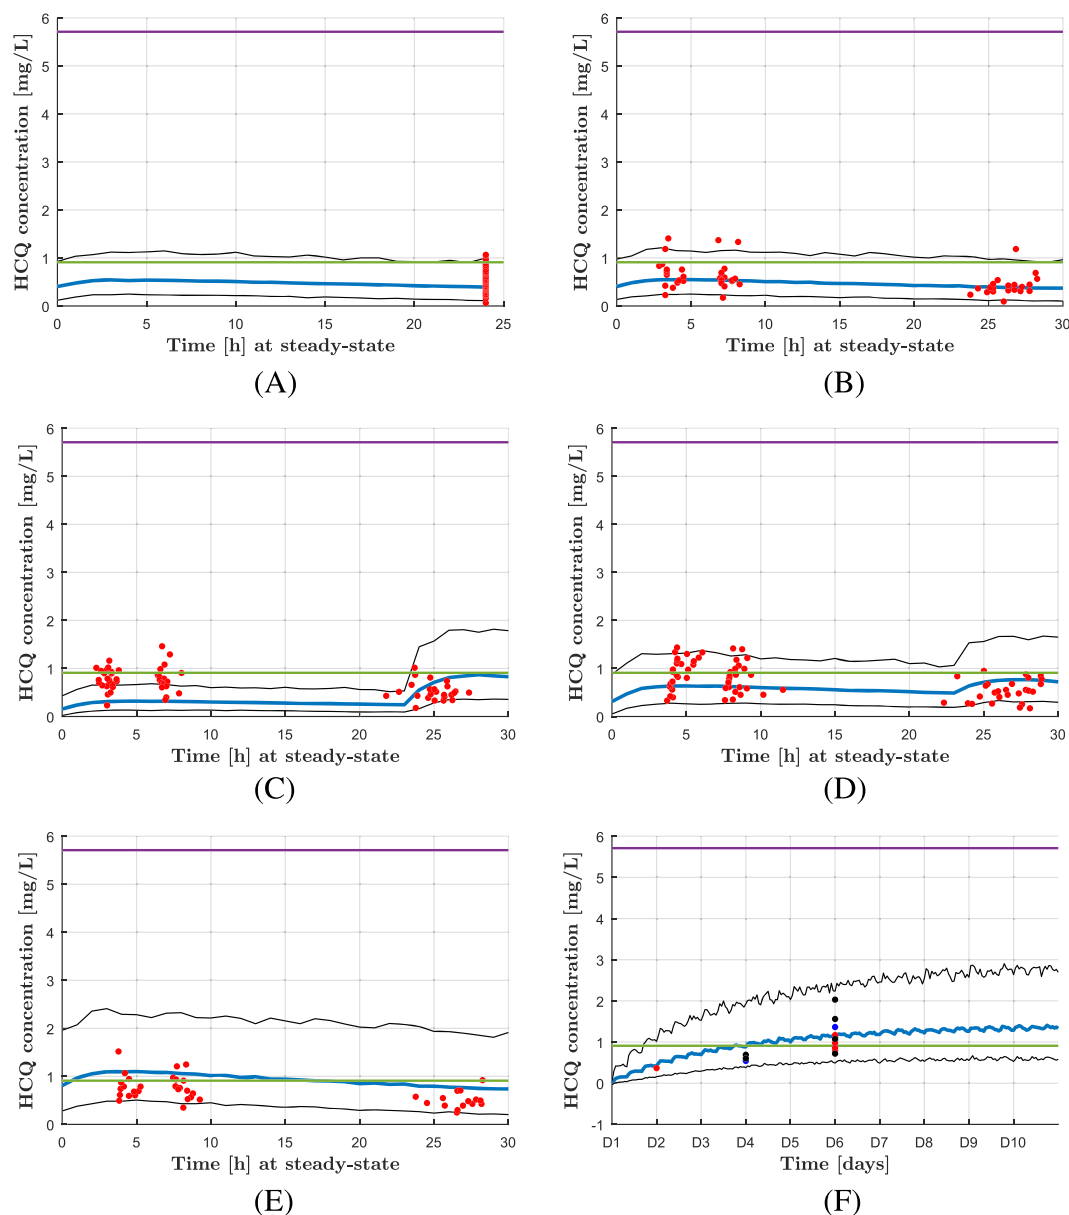 HCQ concentration [mg/L]
6
5
4
3
2
1
0
0 5 10 15 20 25
Time [h] at steady-state
(A)
HCQ concentration [mg/L]
6
5
4
3
2
1
0
0 5 10 15 20 25 30
Time [h] at steady-state
(B)
HCQ concentration [mg/L]
6
5
4
3
2
1
0
0 5 10 15 20 25 30
Time [h] at steady-state
(C)
HCQ concentration [mg/L]
6
5
4
3
2
1
0
0 5 10 15 20 25 30
Time [h] at steady-state
(D)
HCQ concentration [mg/L]
6
5
4
3
2
1
0
0 5 10 15 20 25 30
Time [h] at steady-state
(E)
HCQ concentration [mg/L]
6
5
4
3
2
1
0
-1
D1 D2 D3 D4 D5 D6 D7 D8 D9 D10
Time [days]
(F)